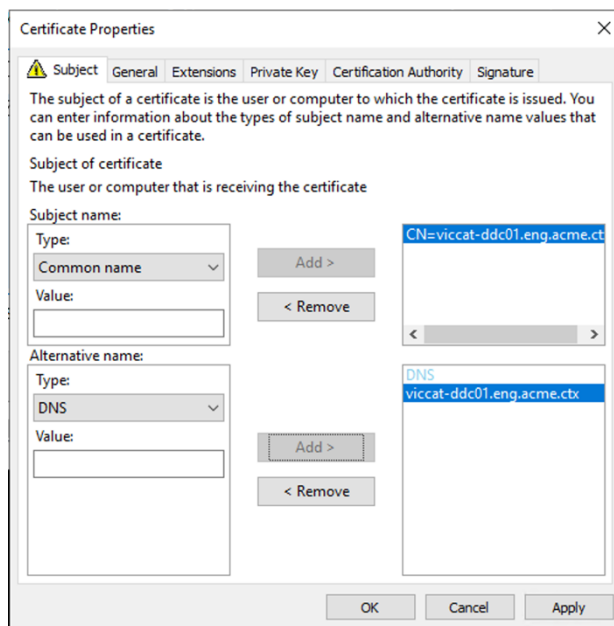 Certificate Properties
Subject General Extensions Private Key Certification Authority Signature
The subject of a certificate is the user or computer to which the certificate is issued. You
can enter information about the types of subject name and alternative name values that
can be used in a certificate.
Subject of certificate
The user or computer that is receiving the certificate
Subject name:
Type:
Common name
Value:
Add >
< Remove
CN=viccat-ddc01.eng.acme.ct
Alternative name:
Type:
DNS
Value:
Add >
< Remove
DNS
viccat-ddc01.eng.acme.ctx
OK Cancel Apply